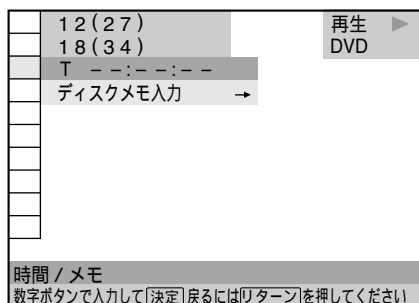 12(27)
再生 ▶
18(34)
DVD
T ――:――:――
ディスクメモ入力 →
時間 / メモ
数字ボタンで入力して[決定] 戻るには[リターン]を押してください